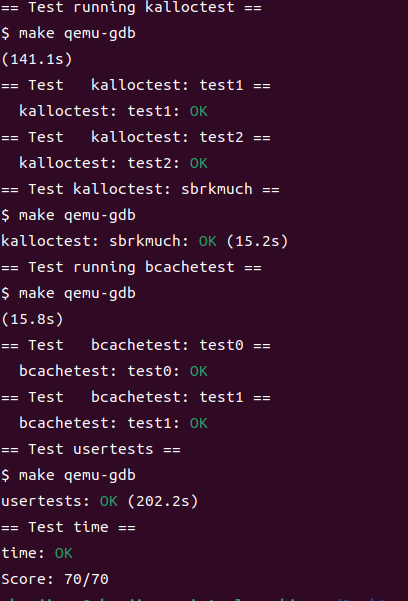 == Test running kalloctest ==
$ make qemu-gdb
(141.1s)
== Test   kalloctest: test1 ==
  kalloctest: test1: OK
== Test   kalloctest: test2 ==
  kalloctest: test2: OK
== Test kalloctest: sbrkmuch ==
$ make qemu-gdb
kalloctest: sbrkmuch: OK (15.2s)
== Test running bcachetest ==
$ make qemu-gdb
(15.8s)
== Test   bcachetest: test0 ==
  bcachetest: test0: OK
== Test   bcachetest: test1 ==
  bcachetest: test1: OK
== Test usertests ==
$ make qemu-gdb
usertests: OK (202.2s)
== Test time ==
time: OK
Score: 70/70